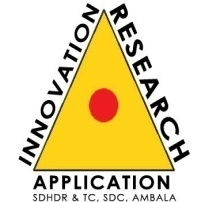 INNOVATION
RESEARCH
APPLICATION
SDHDR & TC, SDC, AMBALA